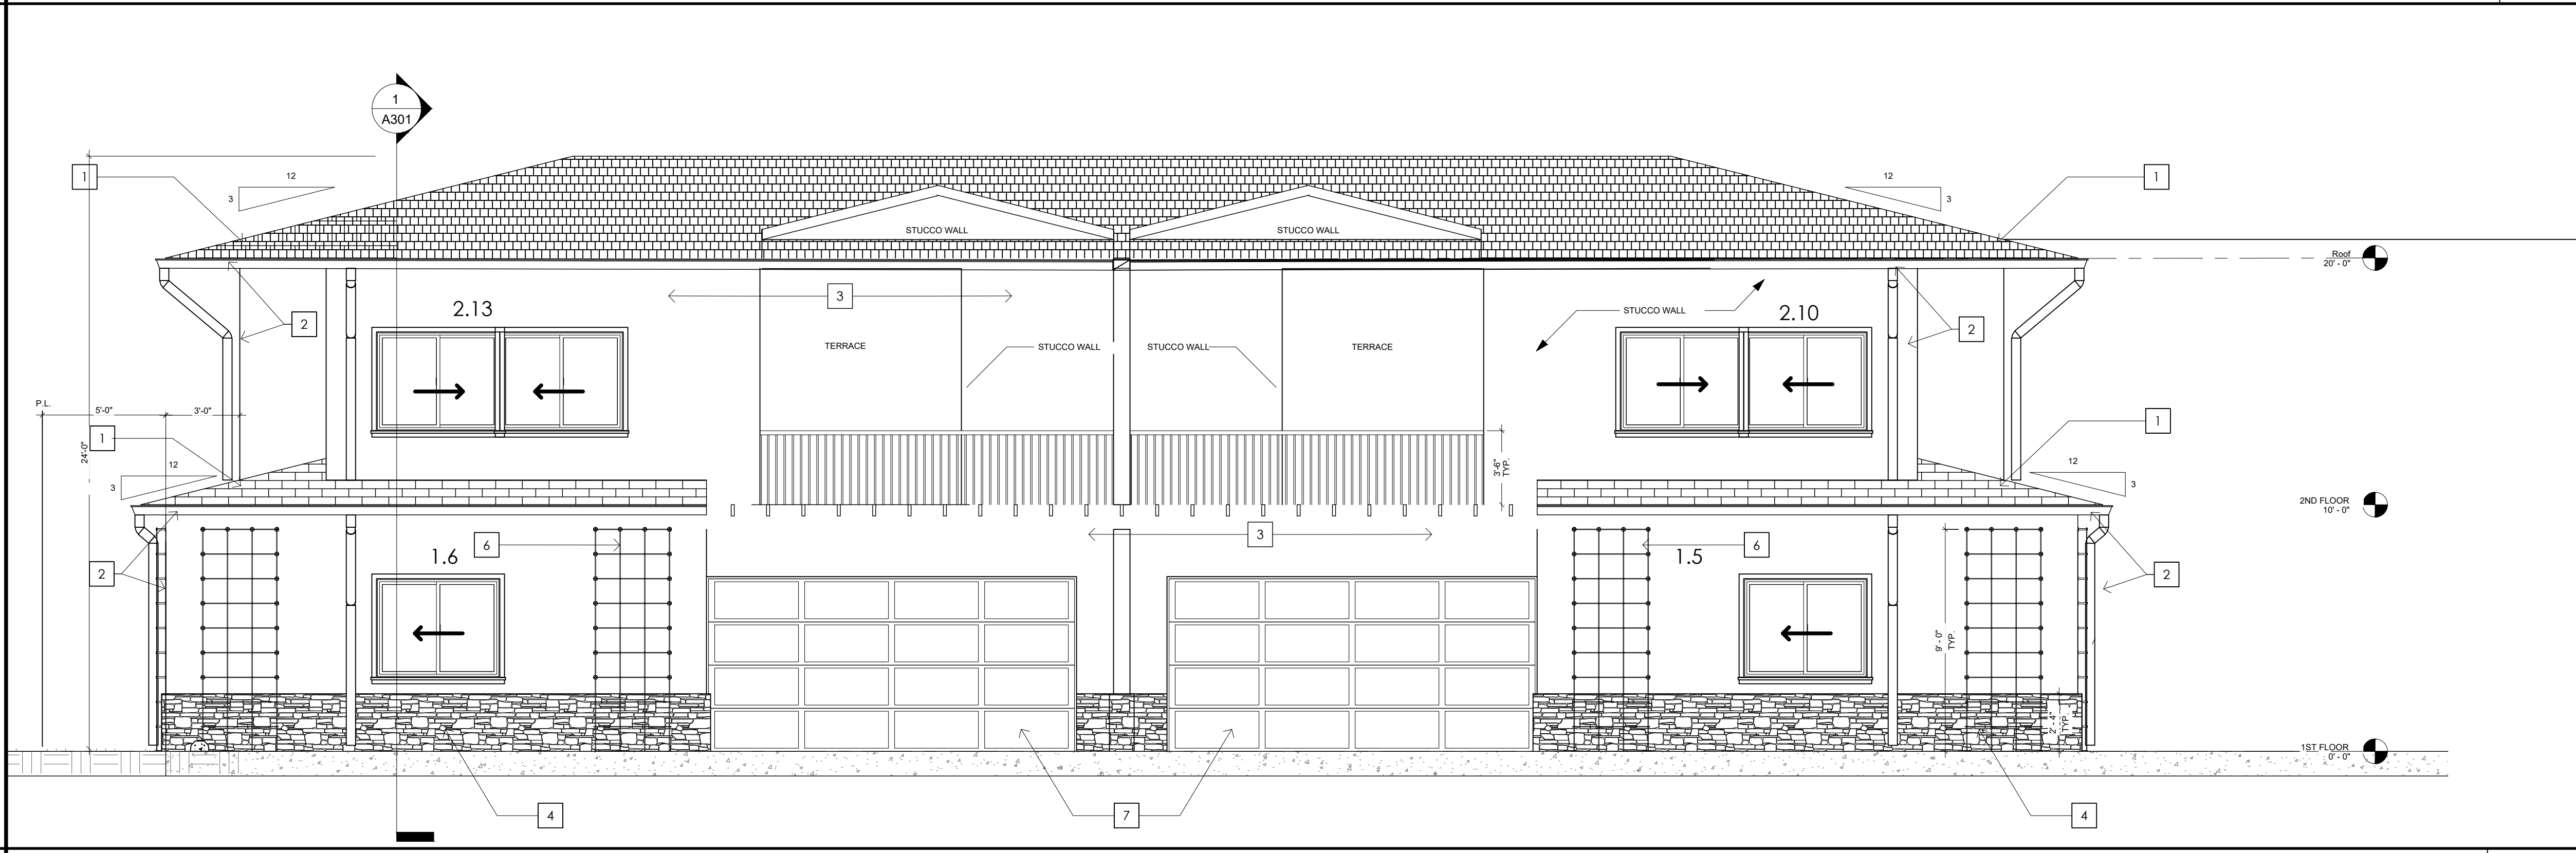 1
A301
1
12
3
12
3
1
STUCCO WALL
STUCCO WALL
Roof
20' - 0"
3
2.13
2.10
STUCCO WALL
2
2
TERRACE
STUCCO WALL
STUCCO WALL
TERRACE
P.L.
5'-0"
3'-0"
1
1
24'-0"
12
3
3'-6"
TYP.
12
3
2ND FLOOR
10' - 0"
3
1.6
6
1.5
6
2
2
9' - 0"
TYP.
2' - 4"
TYP.
1ST FLOOR
0' - 0"
4
7
4